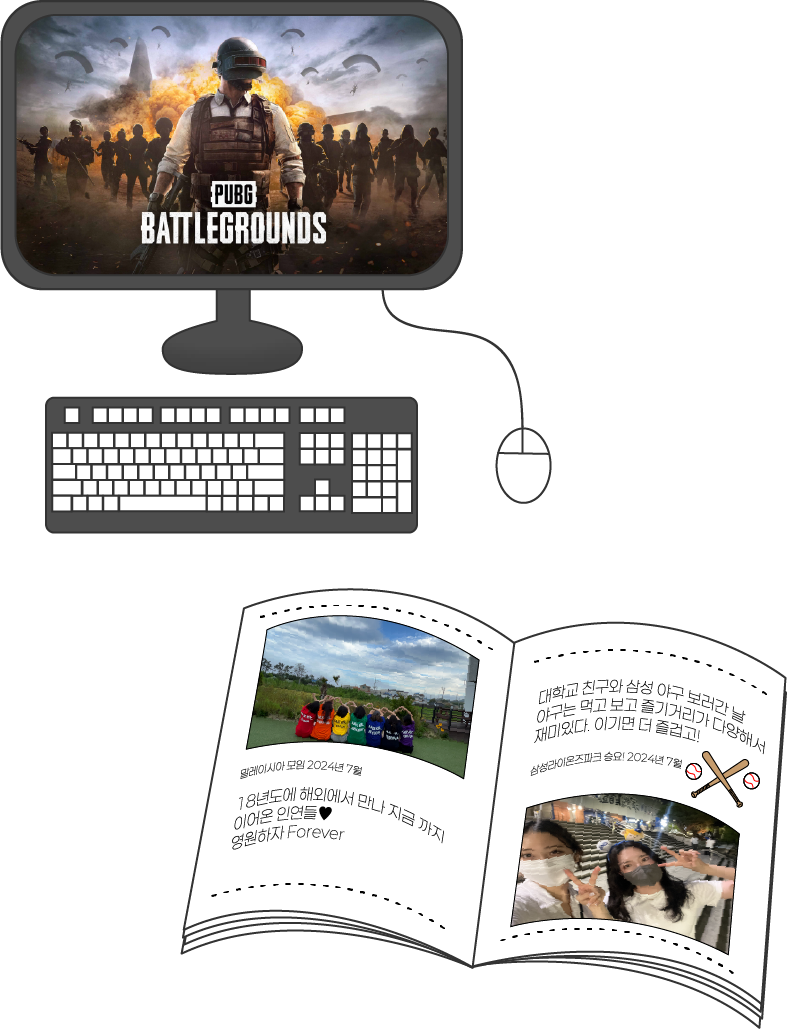 PUBG
BATTLEGROUNDS
말레이시아 모임 2024년 7월
18년도에 해외에서 만나 지금 까지
이어온 인연들♥
영원하자 Forever
대학교 친구와 삼성 야구 보러간 날
야구는 먹고 보고 즐기거리가 다양해서
재미있다. 이기면 더 즐겁고!
삼성라이온즈파크 승요! 2024년 7월